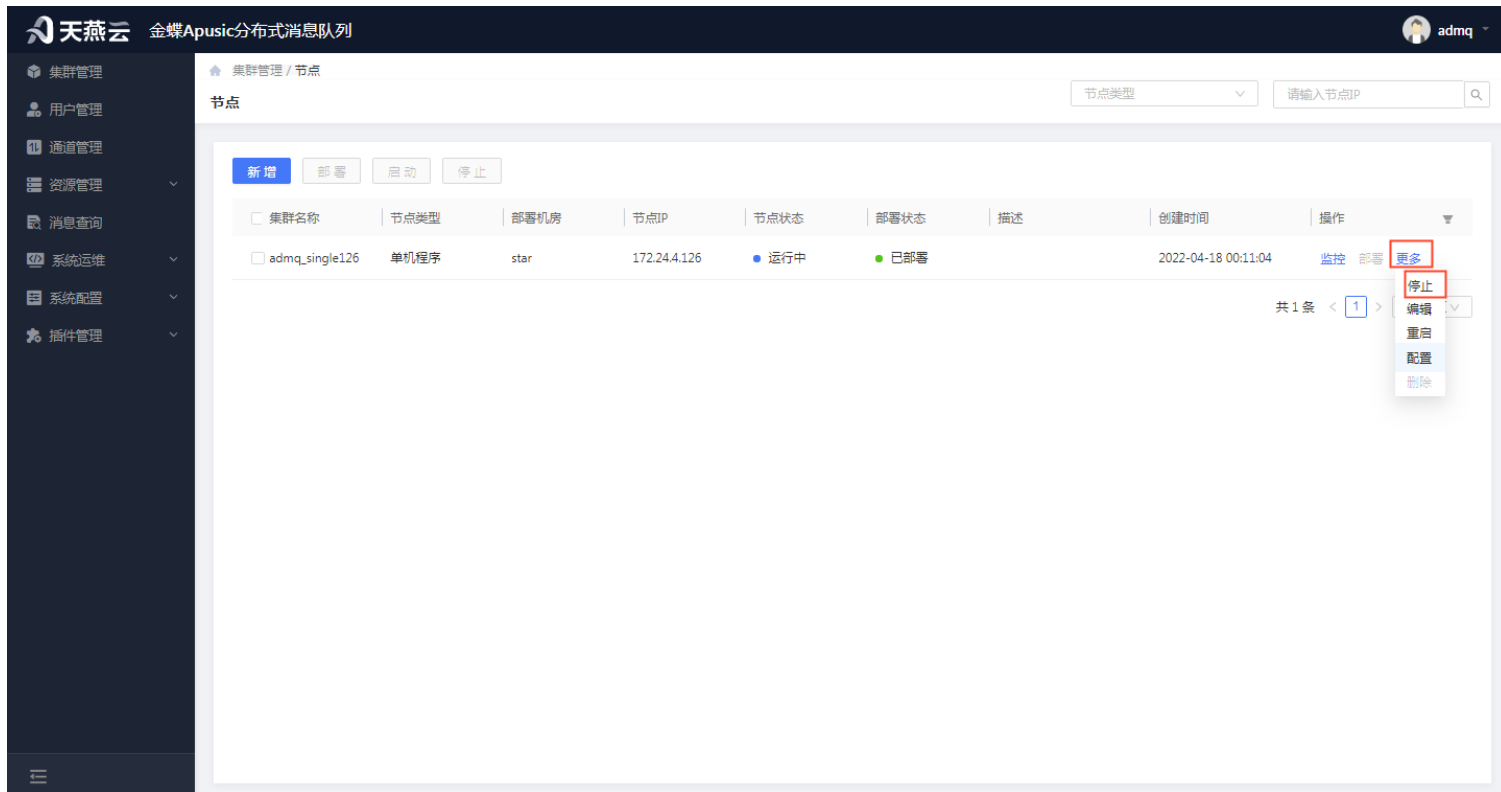 天燕云 金蝶Apusic分布式消息队列 admq
集群管理
用户管理
通道管理
资源管理
消息查询
系统运维
系统配置
插件管理
集群管理 / 节点
节点 节点类型 请输入节点IP
新增 部署 启动 停止
集群名称 节点类型 部署机房 节点IP 节点状态 部署状态 描述 创建时间 操作
admq_single126 单机程序 star 172.24.4.126 运行中 已部署 2022-04-18 00:11:04 监控 部署 更多
停止
编辑
重启
配置
删除
共 1 条 < 1 >